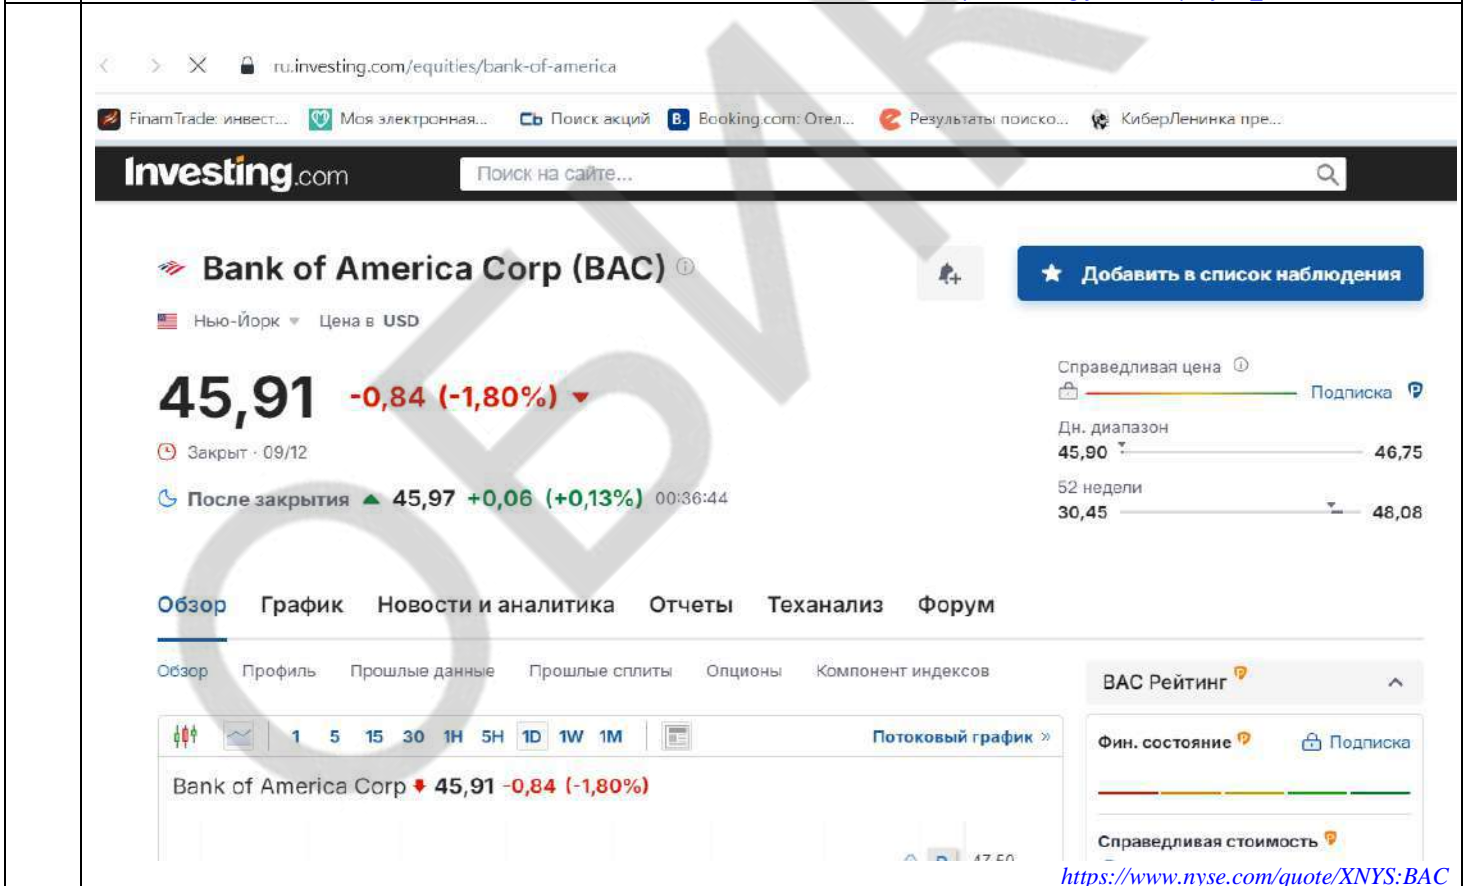 ru.investing.com/equities/bank-of-america
FinamTrade: инвест... Моя электронная... Сь Поиск акций B. Booking.com: Отел... Результаты поиско... КиберЛенинка пре...
Investing.com Поиск на сайте...
Bank of America Corp (BAC)
Добавить в список наблюдения
Нью-Йорк Цена в USD
Справедливая цена
Подписка
45,91 -0,84 (-1,80%)
Дн. диапазон
45,90 46,75
Закрыт · 09/12
52 недели
30,45 48,08
После закрытия 45,97 +0,06 (+0,13%) 00:36:44
Обзор График Новости и аналитика Отчеты Теханализ Форум
Обзор Профиль Прошлые данные Прошлые сплиты Опционы Компонент индексов
BAC Рейтинг
1 5 15 30 1H 5H 1D 1W 1M Потоковый график »
Фин. состояние Подписка
Bank of America Corp 45,91 -0,84 (-1,80%)
Справедливая стоимость
https://www.nyse.com/quote/XNYS:BAC
ОБИК